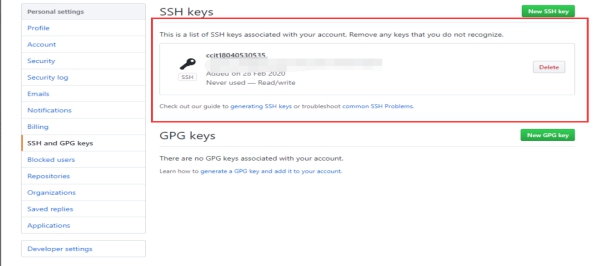 Personal settings
Profile
Account
Security
Security log
Emails
Notifications
Billing
SSH and GPG keys
Blocked users
Repositories
Organizations
Saved replies
Applications
Developer settings
SSH keys
New SSH key
This is a list of SSH keys associated with your account. Remove any keys that you do not recognize.
ccit18040530535,
SSH
Added on 28 Feb 2020
Never used — Read/write
Delete
Check out our guide to generating SSH keys or troubleshoot common SSH Problems.
GPG keys
New GPG key
There are no GPG keys associated with your account.
Learn how to generate a GPG key and add it to your account.